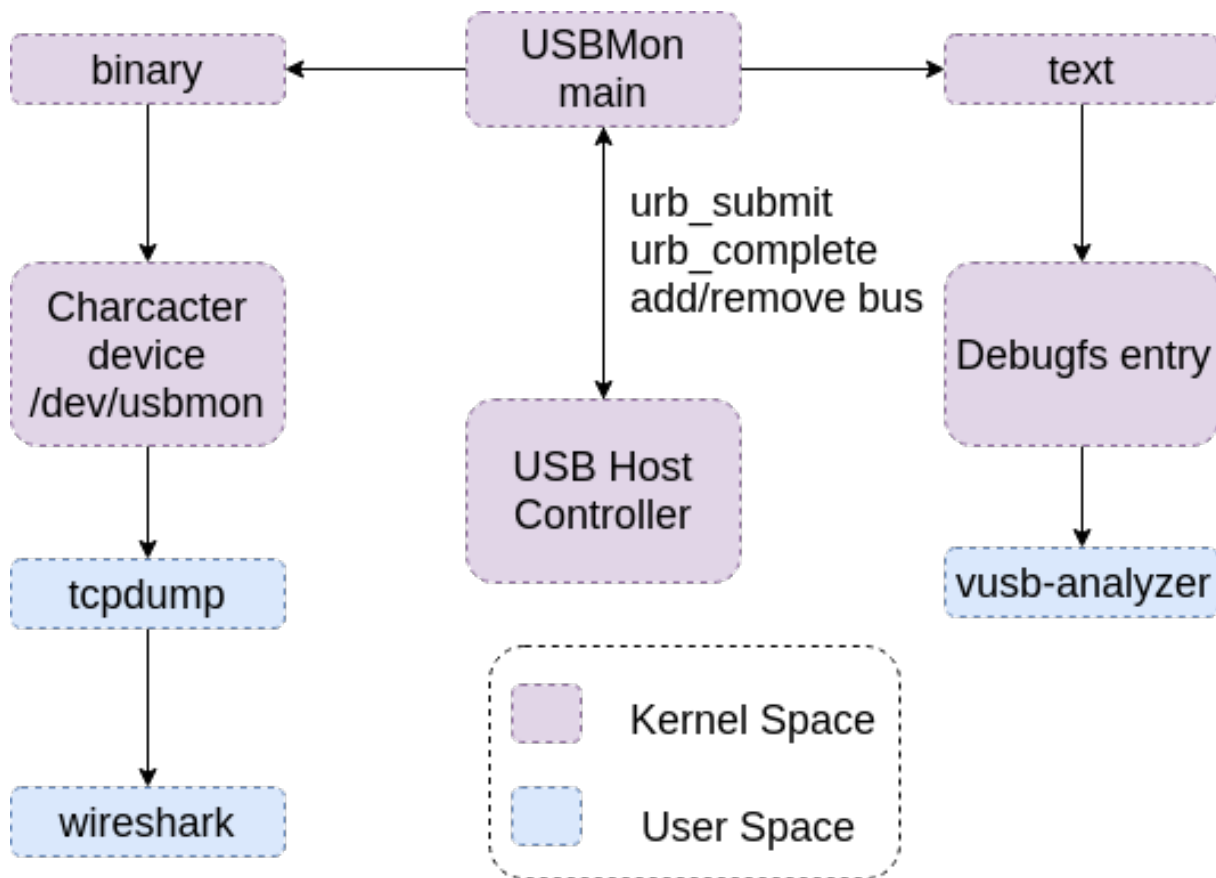 binary
USBMon
main
text
urb_submit
urb_complete
add/remove bus
Charcacter
device
/dev/usbmon
Debugfs entry
USB Host
Controller
tcpdump
vusb-analyzer
wireshark
Kernel Space
User Space